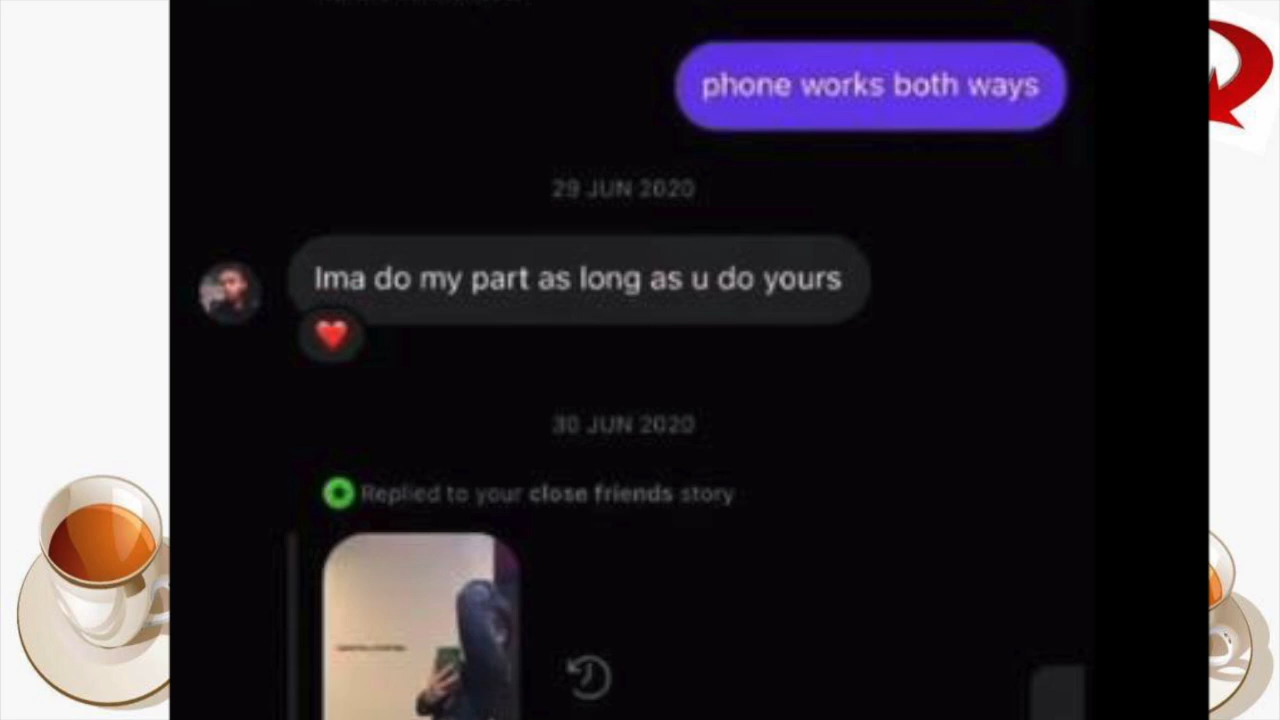 phone works both ways
29 JUN 2020
Ima do my part as long as u do yours
30 JUN 2020
Replied to your close friends story